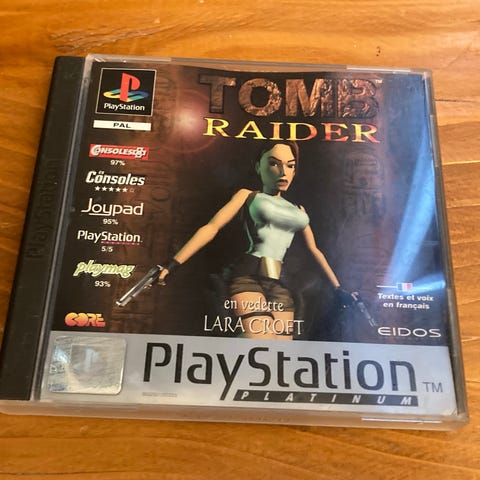 PlayStation
PlayStation
PAL
TOMB
RAIDER
CONSOLES
97%
Consoles
Joypad
95%
PlayStation
5/5
playmag
93%
en vedette
LARA CROFT
Textes et voix
en français
CORE
EIDOS
PlayStation TM
PLATINUM